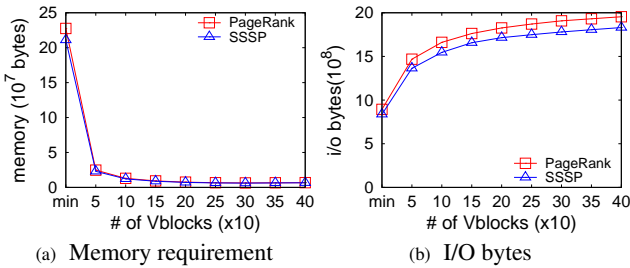 25
20
15
10
5
0
memory (10^7 bytes)
PageRank
SSSP
min 5 10 15 20 25 30 35 40
# of Vblocks (x10)
(a) Memory requirement
20
15
10
5
0
i/o bytes(10^8)
PageRank
SSSP
min 5 10 15 20 25 30 35 40
# of Vblocks (x10)
(b) I/O bytes